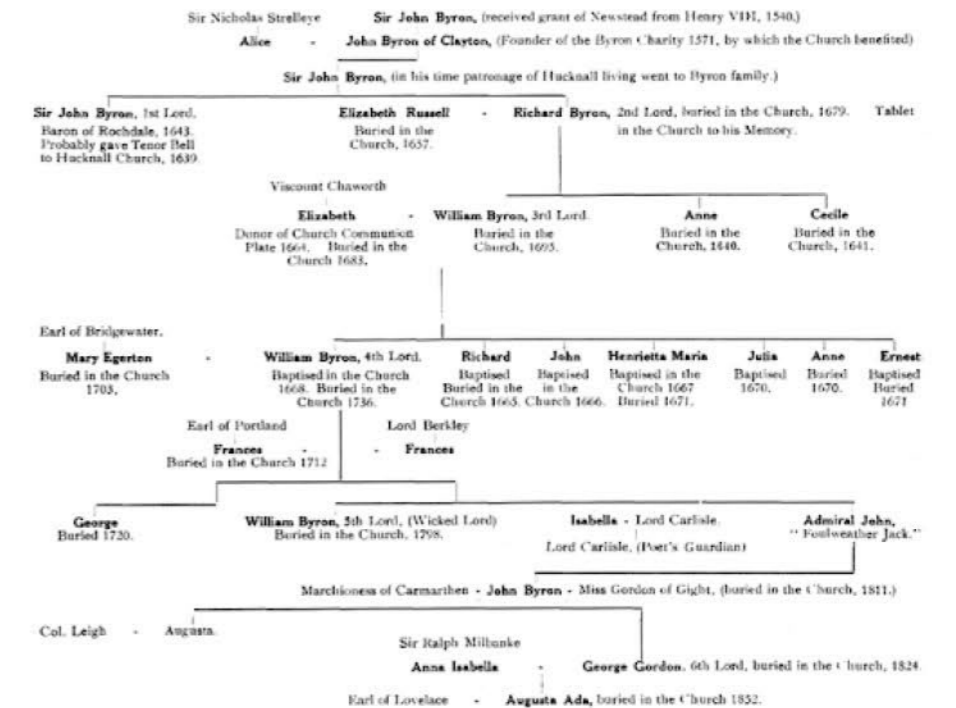 Sir Nicholas Strelleye Sir John Byron, (received grant of Newstead from Henry VIII, 1540.)
Alice - John Byron of Clayton, (Founder of the Byron Charity 1571, by which the Church benefited)
Sir John Byron, (in his time patronage of Hucknall living went to Byron family.)
Sir John Byron, 1st Lord. Elizabeth Russell - Richard Byron, 2nd Lord, buried in the Church, 1679. Tablet
Baron of Rochdale, 1643. Buried in the in the Church to his Memory.
Probably gave Tenor Bell Church, 1657.
to Hucknall Church, 1639
Viscount Chaworth
Elizabeth - William Byron, 3rd Lord. Anne Cecile
Donor of Church Communion Buried in the Buried in the Buried in the
Plate 1664. Buried in the Church, 1695. Church, 1640. Church, 1641.
Church 1683.
Earl of Bridgewater.
Mary Egerton - William Byron, 4th Lord. Richard John Henrietta Maria Julia Anne Ernest
Buried in the Church Baptised in the Church Baptised Baptised Baptised in the Baptised Buried Baptised
1703. 1668. Buried in the Buried in the in the Church 1667 1670. 1670. Buried
Church 1736. Church 1665. Church 1666. Buried 1671. 1671
Earl of Portland Lord Berkley
Frances - - Frances
Buried in the Church 1712
George William Byron, 5th Lord, (Wicked Lord) Isabella - Lord Carlisle. Admiral John,
Buried 1720. Buried in the Church, 1798. "Foulweather Jack."
Lord Carlisle, (Poet's Guardian)
Marchioness of Carmarthen - John Byron - Miss Gordon of Gight, (buried in the Church, 1811.)
Col. Leigh - Augusta.
Sir Ralph Milbanke
Anna Isabella - George Gordon, 6th Lord, buried in the Church, 1824.
Earl of Lovelace - Augusta Ada, buried in the Church 1852.